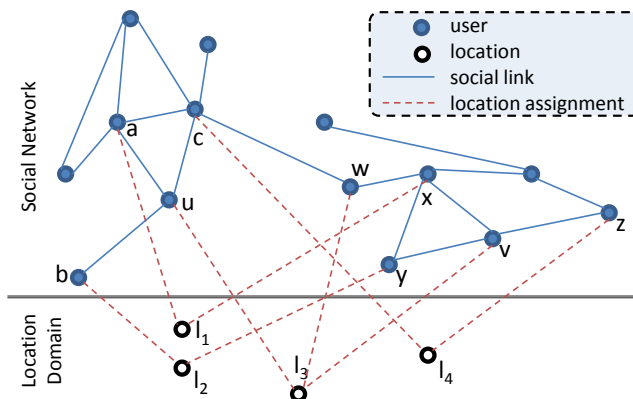 user
location
social link
location assignment
Social Network
a
c
w
x
u
z
v
b
y
Location
Domain
l1
l2
l3
l4